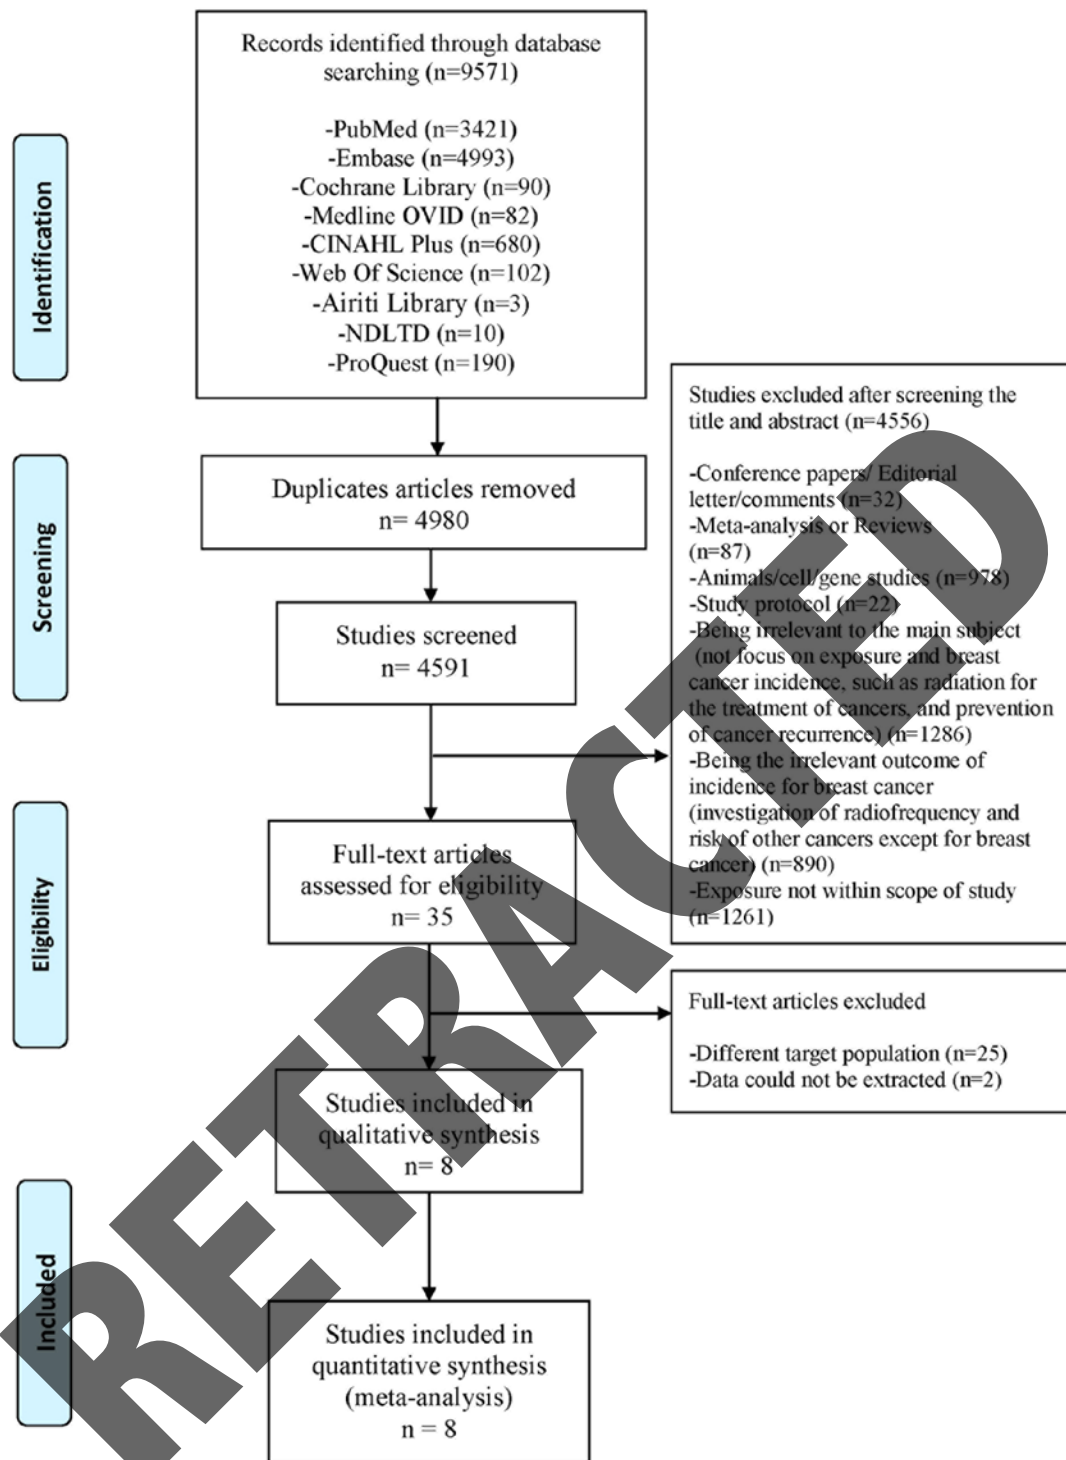 Records identified through database
searching (n=9571)
-PubMed (n=3421)
-Embase (n=4993)
-Cochrane Library (n=90)
-Medline OVID (n=82)
-CINAHL Plus (n=680)
-Web Of Science (n=102)
-Airiti Library (n=3)
-NDLTD (n=10)
-ProQuest (n=190)
Identification
Duplicates articles removed
n= 4980
Screening
Studies screened
n= 4591
Studies excluded after screening the
title and abstract (n=4556)
-Conference papers/ Editorial
letter/comments (n=32)
-Meta-analysis or Reviews
(n=87)
-Animals/cell/gene studies (n=978)
-Study protocol (n=22)
-Being irrelevant to the main subject
(not focus on exposure and breast
cancer incidence, such as radiation for
the treatment of cancers, and prevention
of cancer recurrence) (n=1286)
-Being the irrelevant outcome of
incidence for breast cancer
(investigation of radiofrequency and
risk of other cancers except for breast
cancer) (n=890)
-Exposure not within scope of study
(n=1261)
Eligibility
Full-text articles
assessed for eligibility
n= 35
Full-text articles excluded
-Different target population (n=25)
-Data could not be extracted (n=2)
Studies included in
qualitative synthesis
n= 8
Included
Studies included in
quantitative synthesis
(meta-analysis)
n = 8
RETRACTED